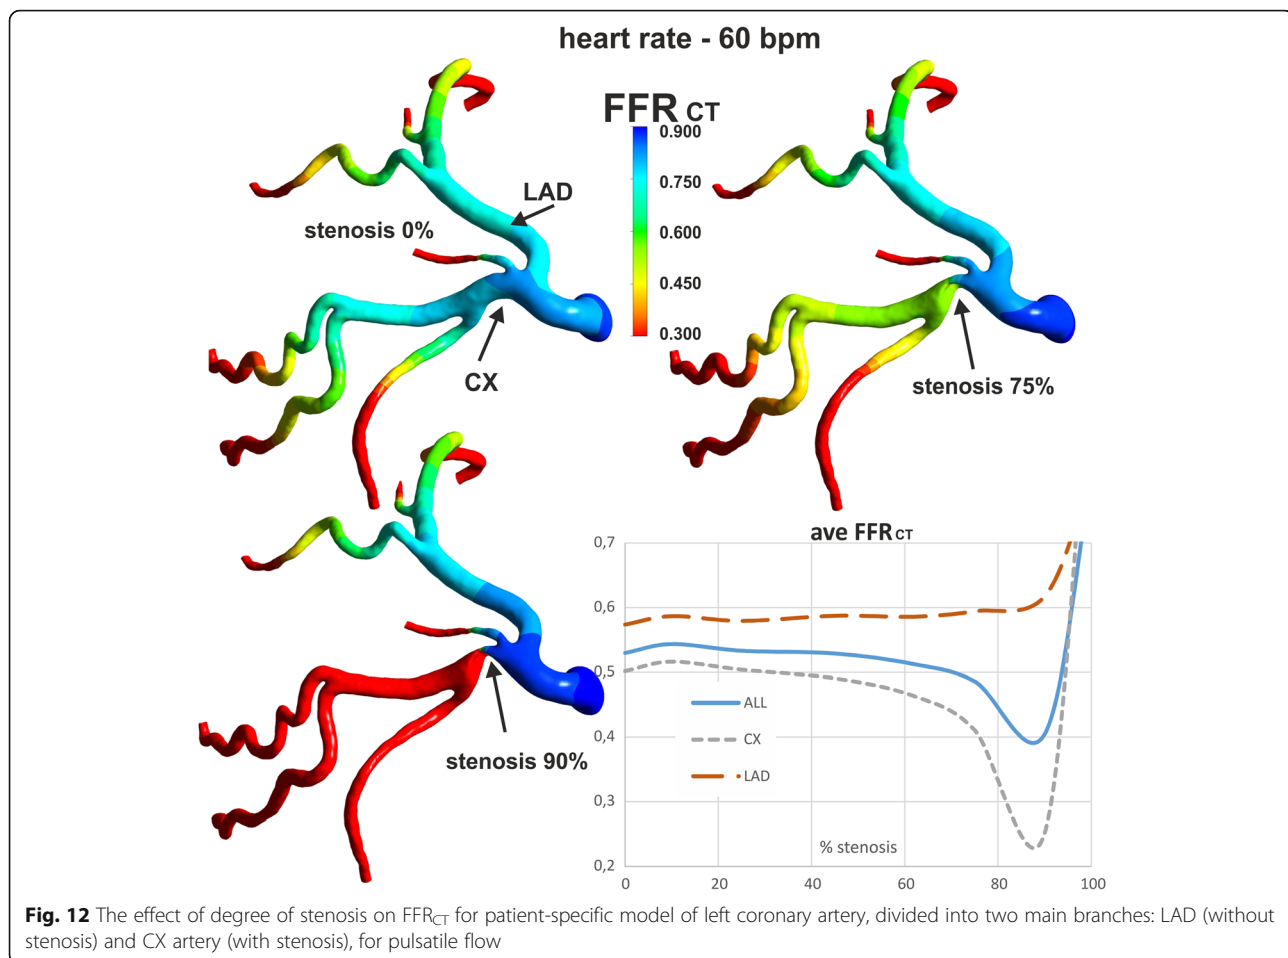 heart rate - 60 bpm
FFR CT
0.900
0.750
0.600
0.450
0.300
LAD
stenosis 0%
CX
stenosis 75%
stenosis 90%
ave FFR CT
0,7
0,6
0,5
0,4
0,3
0,2
ALL
CX
LAD
% stenosis
0 20 40 60 80 100
Fig. 12 The effect of degree of stenosis on FFRCT for patient-specific model of left coronary artery, divided into two main branches: LAD (without
stenosis) and CX artery (with stenosis), for pulsatile flow